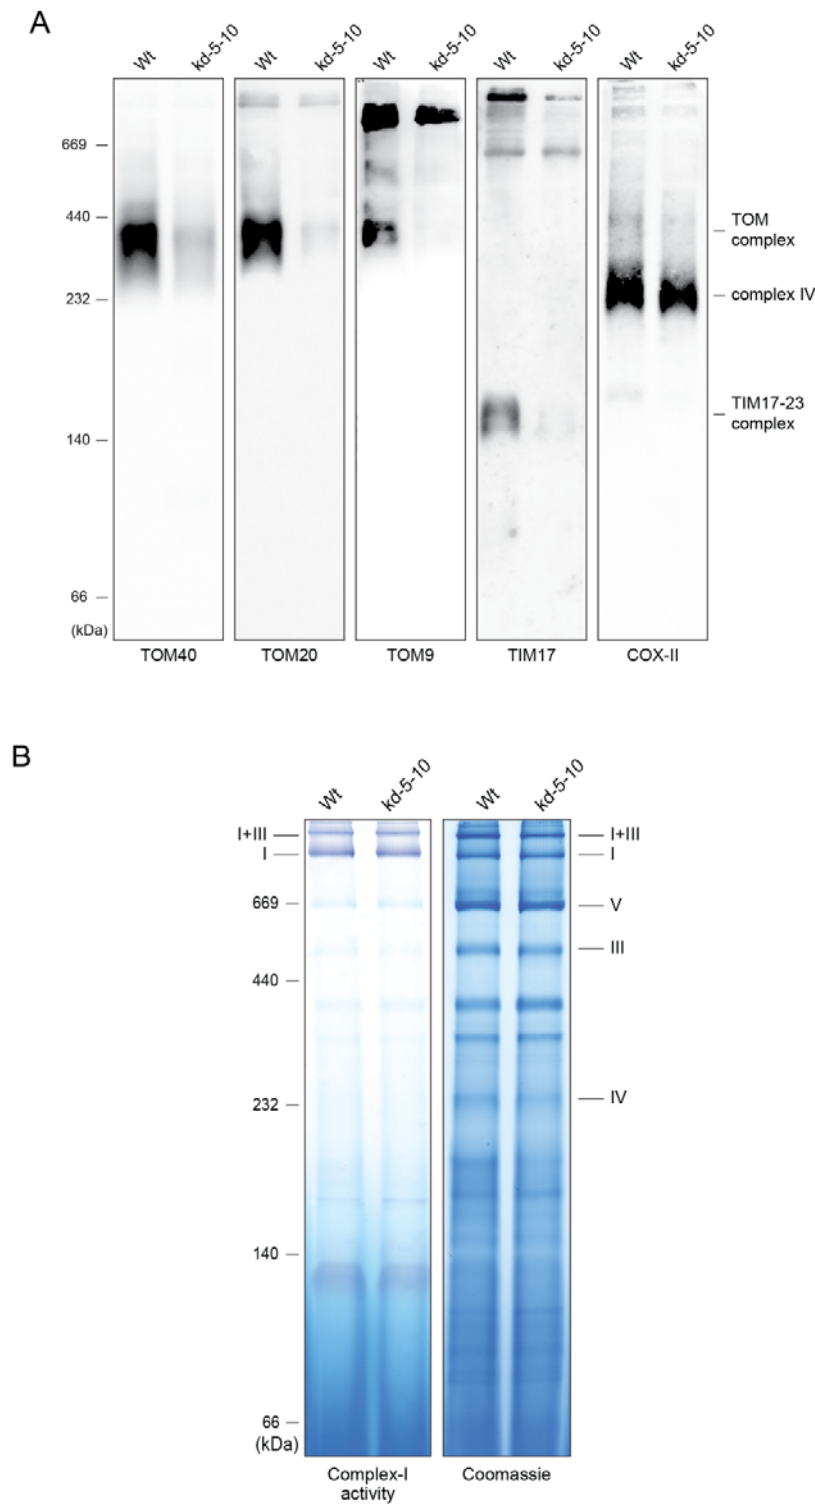 A
Wt kd-5-10 Wt kd-5-10 Wt kd-5-10 Wt kd-5-10 Wt kd-5-10
669
440
232
140
66
(kDa)
TOM
complex
complex IV
TIM17-23
complex
TOM40 TOM20 TOM9 TIM17 COX-II
B
Wt kd-5-10 Wt kd-5-10
I+III I+III
I I
669 V
III
440
232 IV
140
66
(kDa)
Complex-I Coomassie
activity